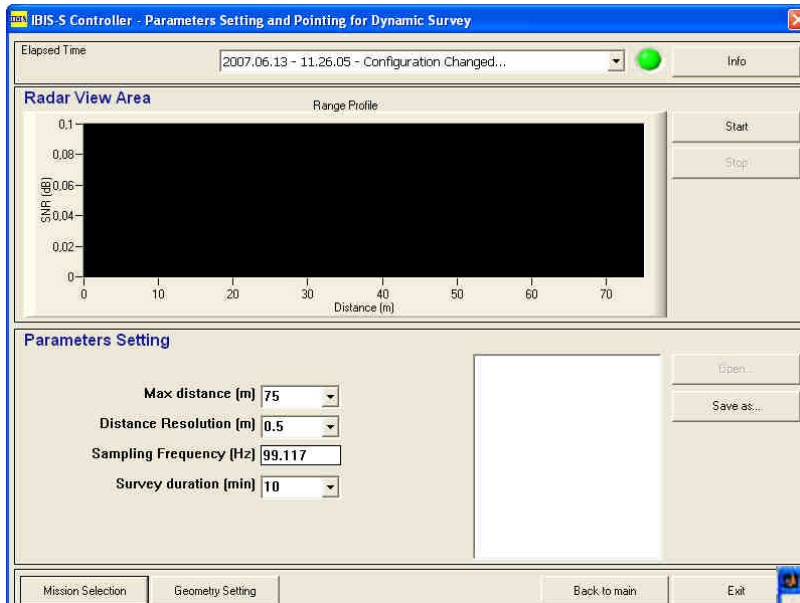 IBIS IBIS-S Controller - Parameters Setting and Pointing for Dynamic Survey
Elapsed Time
2007.06.13 - 11.26.05 - Configuration Changed...
Info
Radar View Area
Range Profile
SNR (dB)
0,1
0,08
0,06
0,04
0,02
0
0 10 20 30 40 50 60 70
Distance (m)
Start
Stop
Parameters Setting
Max distance (m) 75
Distance Resolution (m) 0.5
Sampling Frequency (Hz) 99.117
Survey duration (min) 10
Open...
Save as...
Mission Selection
Geometry Setting
Back to main
Exit